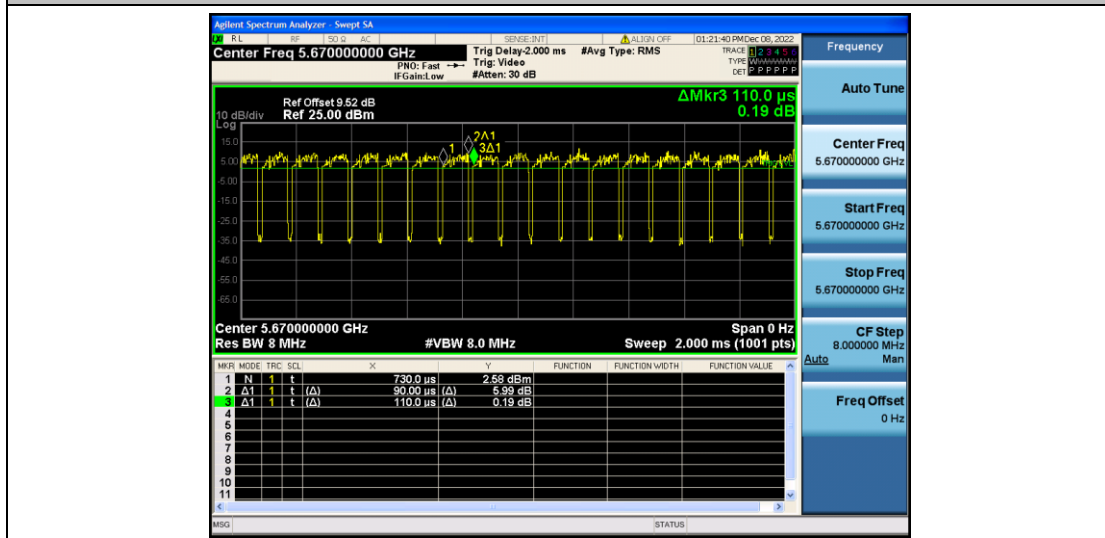 Agilent Spectrum Analyzer - Swept SA
RL RF 50 Ω AC SENSE:INT ALIGN OFF 01:21:40 PM Dec 08, 2022
Center Freq 5.670000000 GHz
PNO: Fast
IFGain:Low
Trig Delay-2.000 ms
Trig: Video
#Atten: 30 dB
#Avg Type: RMS
TRACE 1 2 3 4 5 6
TYPE
DET P P P P P P
ΔMkr3 110.0 µs
0.19 dB
Ref Offset 9.52 dB
Ref 25.00 dBm
10 dB/div
Log
15.0
5.00
-5.00
-15.0
-25.0
-35.0
-45.0
-55.0
-65.0
1
2Δ1
3Δ1
Center 5.670000000 GHz
Span 0 Hz
Res BW 8 MHz
#VBW 8.0 MHz
Sweep 2.000 ms (1001 pts)
MKR MODE TRC SCL X Y FUNCTION FUNCTION WIDTH FUNCTION VALUE
1 N 1 t 730.0 µs 2.58 dBm
2 Δ1 1 t (Δ) 90.00 µs (Δ) 5.99 dB
3 Δ1 1 t (Δ) 110.0 µs (Δ) 0.19 dB
4
5
6
7
8
9
10
11
MSG
STATUS
Frequency
Auto Tune
Center Freq
5.670000000 GHz
Start Freq
5.670000000 GHz
Stop Freq
5.670000000 GHz
CF Step
8.000000 MHz
Auto Man
Freq Offset
0 Hz